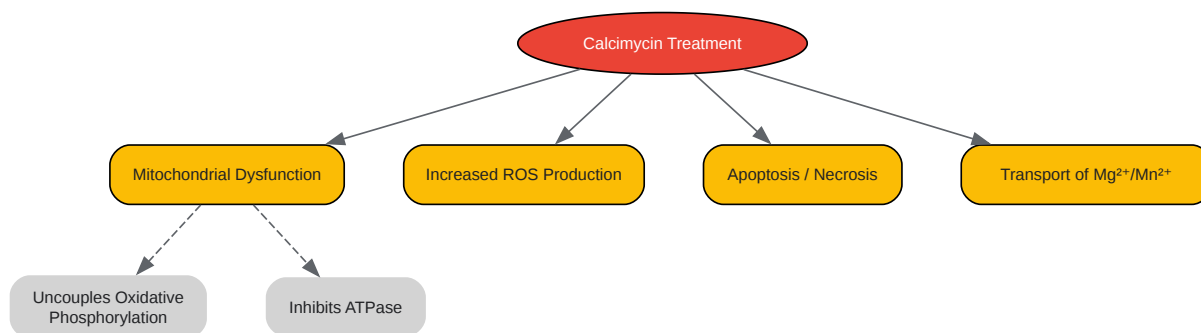 Calcimycin Treatment
Mitochondrial Dysfunction
Increased ROS Production
Apoptosis / Necrosis
Transport of Mg²⁺/Mn²⁺
Uncouples Oxidative
Phosphorylation
Inhibits ATPase